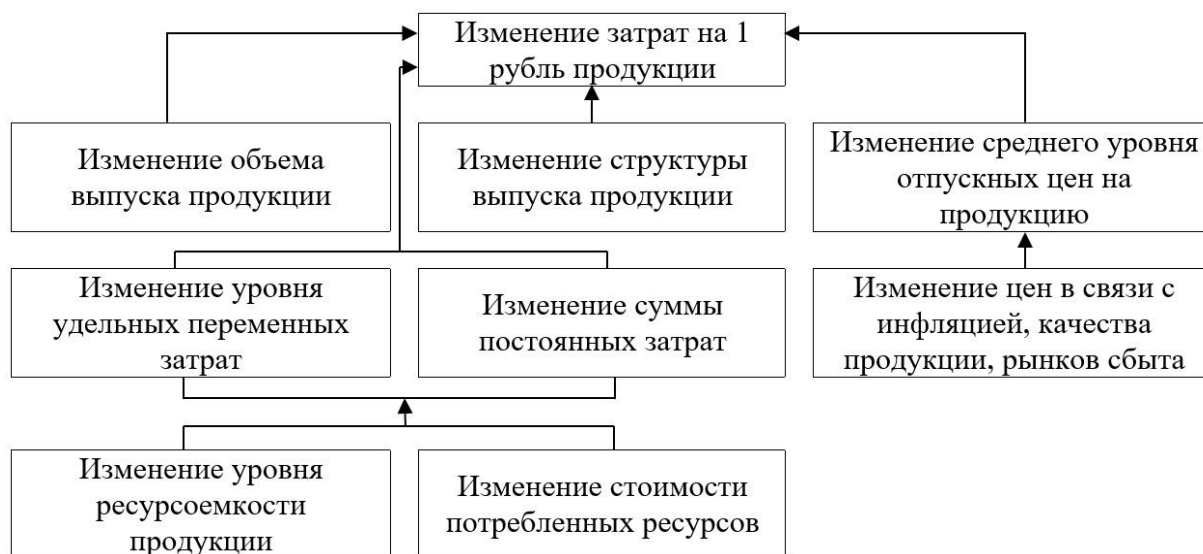 Изменение затрат на 1
рубль продукции
Изменение объема
выпуска продукции
Изменение структуры
выпуска продукции
Изменение среднего уровня
отпускных цен на
продукцию
Изменение уровня
удельных переменных
затрат
Изменение суммы
постоянных затрат
Изменение цен в связи с
инфляцией, качества
продукции, рынков сбыта
Изменение уровня
ресурсоемкости
продукции
Изменение стоимости
потребленных ресурсов